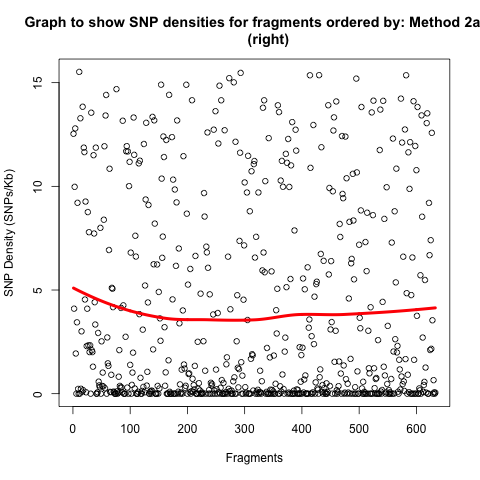 Graph to show SNP densities for fragments ordered by: Method 2a
(right)
15
10
5
0
SNP Density (SNPs/Kb)
0 100 200 300 400 500 600
Fragments